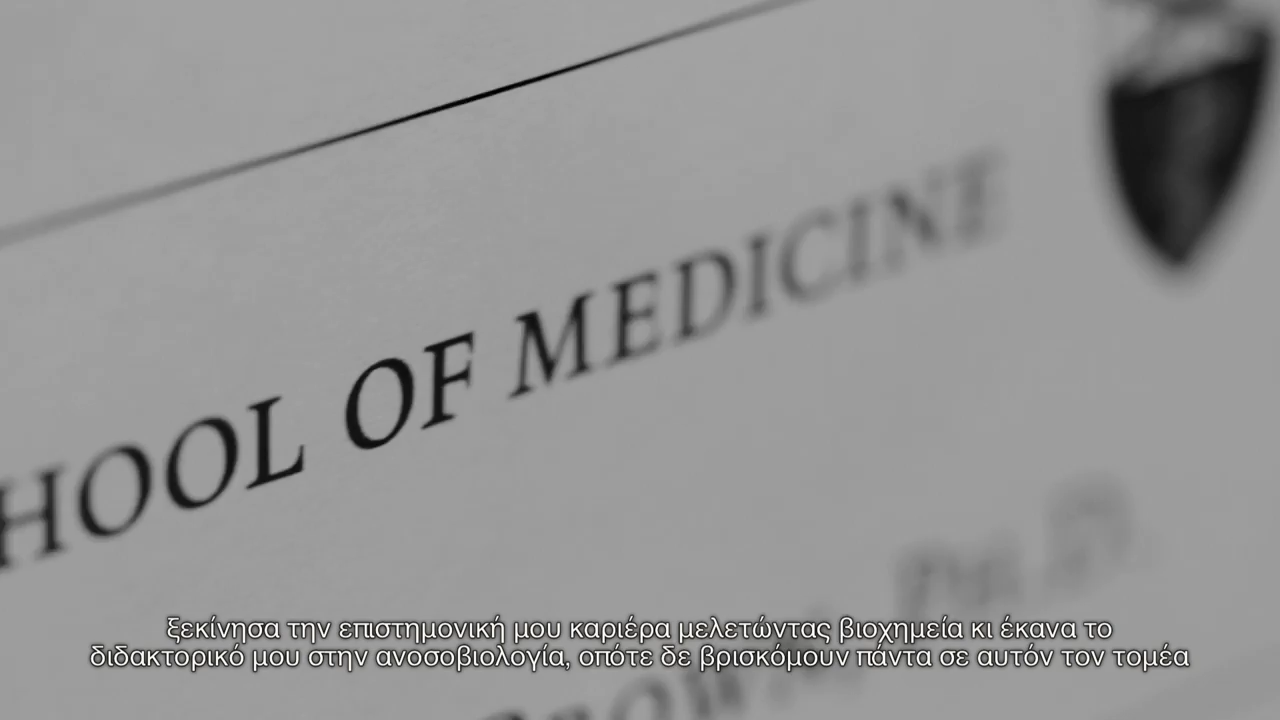 HOOL OF MEDICINE
Ph.D.
ξεκίνησα την επιστημονική μου καριέρα μελετώντας βιοχημεία κι έκανα το
διδακτορικό μου στην ανοσοβιολογία, οπότε δε βρισκόμουν πάντα σε αυτόν τον τομέα